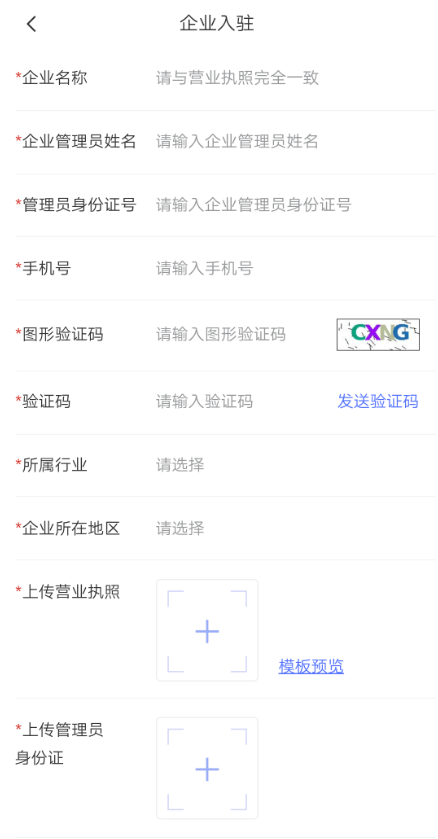 企业入驻
*企业名称 请与营业执照完全一致
*企业管理员姓名 请输入企业管理员姓名
*管理员身份证号 请输入企业管理员身份证号
*手机号 请输入手机号
*图形验证码 请输入图形验证码 CXNG
*验证码 请输入验证码 发送验证码
*所属行业 请选择
*企业所在地区 请选择
*上传营业执照
模板预览
*上传管理员
身份证